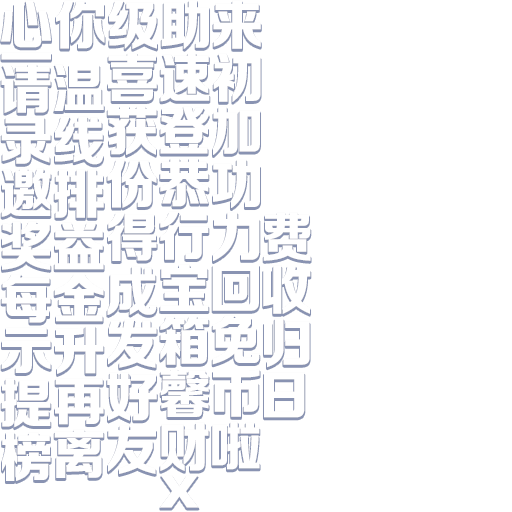 心你级助来
请温喜速初
录线获登加
邀排份恭功
奖益得行力费
每金成宝回收
示升发箱免归
提再好馨币日
榜离友财啦
X